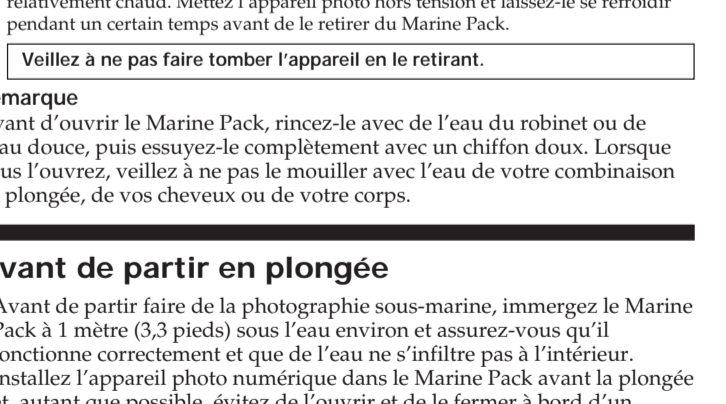 relativement chaud. Mettez l'appareil photo hors tension et laissez-le se refroidir
pendant un certain temps avant de le retirer du Marine Pack.
Veillez à ne pas faire tomber l'appareil en le retirant.
emarque
vant d'ouvrir le Marine Pack, rincez-le avec de l'eau du robinet ou de
au douce, puis essuyez-le complètement avec un chiffon doux. Lorsque
us l'ouvrez, veillez à ne pas le mouiller avec l'eau de votre combinaison
plongée, de vos cheveux ou de votre corps.
vant de partir en plongée
Avant de partir faire de la photographie sous-marine, immergez le Marine
Pack à 1 mètre (3,3 pieds) sous l'eau environ et assurez-vous qu'il
onctionne correctement et que de l'eau ne s'infiltre pas à l'intérieur.
nstallez l'appareil photo numérique dans le Marine Pack avant la plongée
et, autant que possible, évitez de l'ouvrir et de le fermer à bord d'un